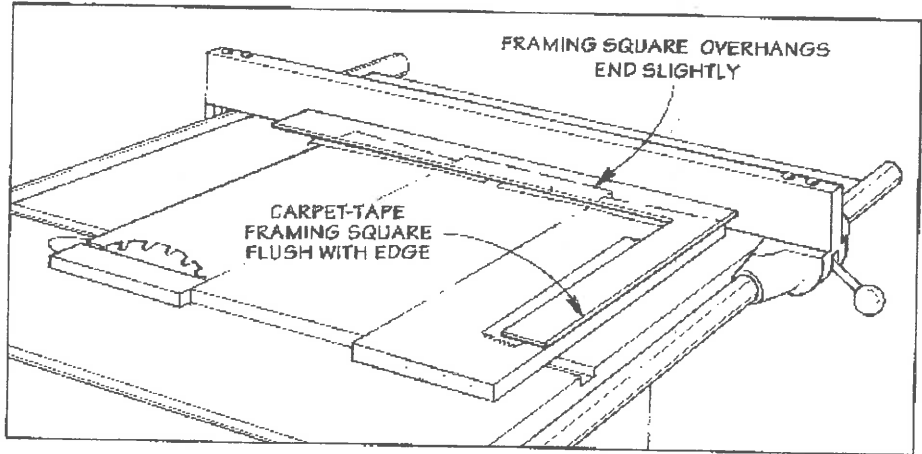 FRAMING SQUARE OVERHANGS
END SLIGHTLY
CARPET-TAPE
FRAMING SQUARE
FLUSH WITH EDGE